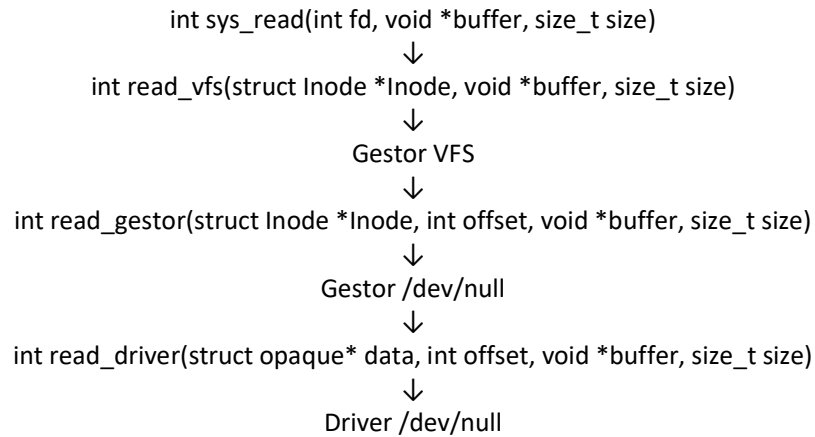 int sys_read(int fd, void *buffer, size_t size)
↓
int read_vfs(struct Inode *Inode, void *buffer, size_t size)
↓
Gestor VFS
↓
int read_gestor(struct Inode *Inode, int offset, void *buffer, size_t size)
↓
Gestor /dev/null
↓
int read_driver(struct opaque* data, int offset, void *buffer, size_t size)
↓
Driver /dev/null